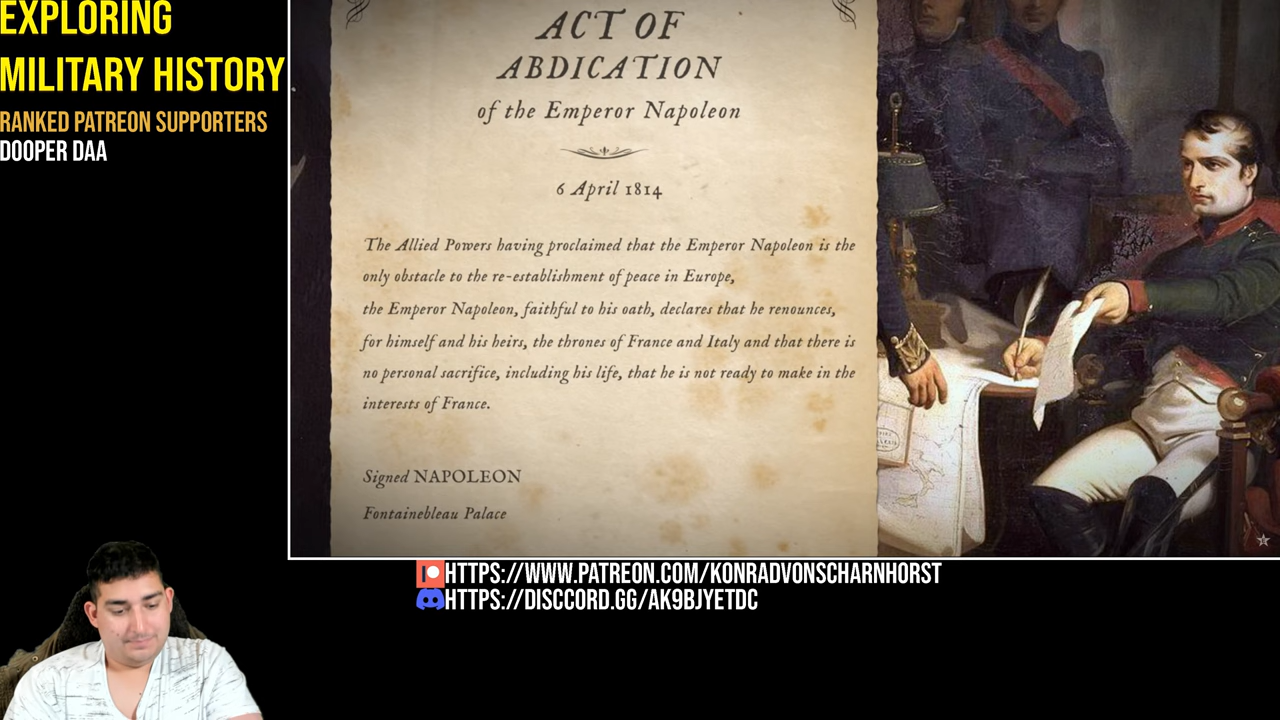 EXPLORING
MILITARY HISTORY
RANKED PATREON SUPPORTERS
DOOPER DAA
ACT OF
ABDICATION
of the Emperor Napoleon
6 April 1814
The Allied Powers having proclaimed that the Emperor Napoleon is the
only obstacle to the re-establishment of peace in Europe,
the Emperor Napoleon, faithful to his oath, declares that he renounces,
for himself and his heirs, the thrones of France and Italy and that there is
no personal sacrifice, including his life, that he is not ready to make in the
interests of France.
Signed NAPOLEON
Fontainebleau Palace
HTTPS://WWW.PATREON.COM/KONRADVONSCHARNHORST
HTTPS://DISCCORD.GG/AK9BJYETDC